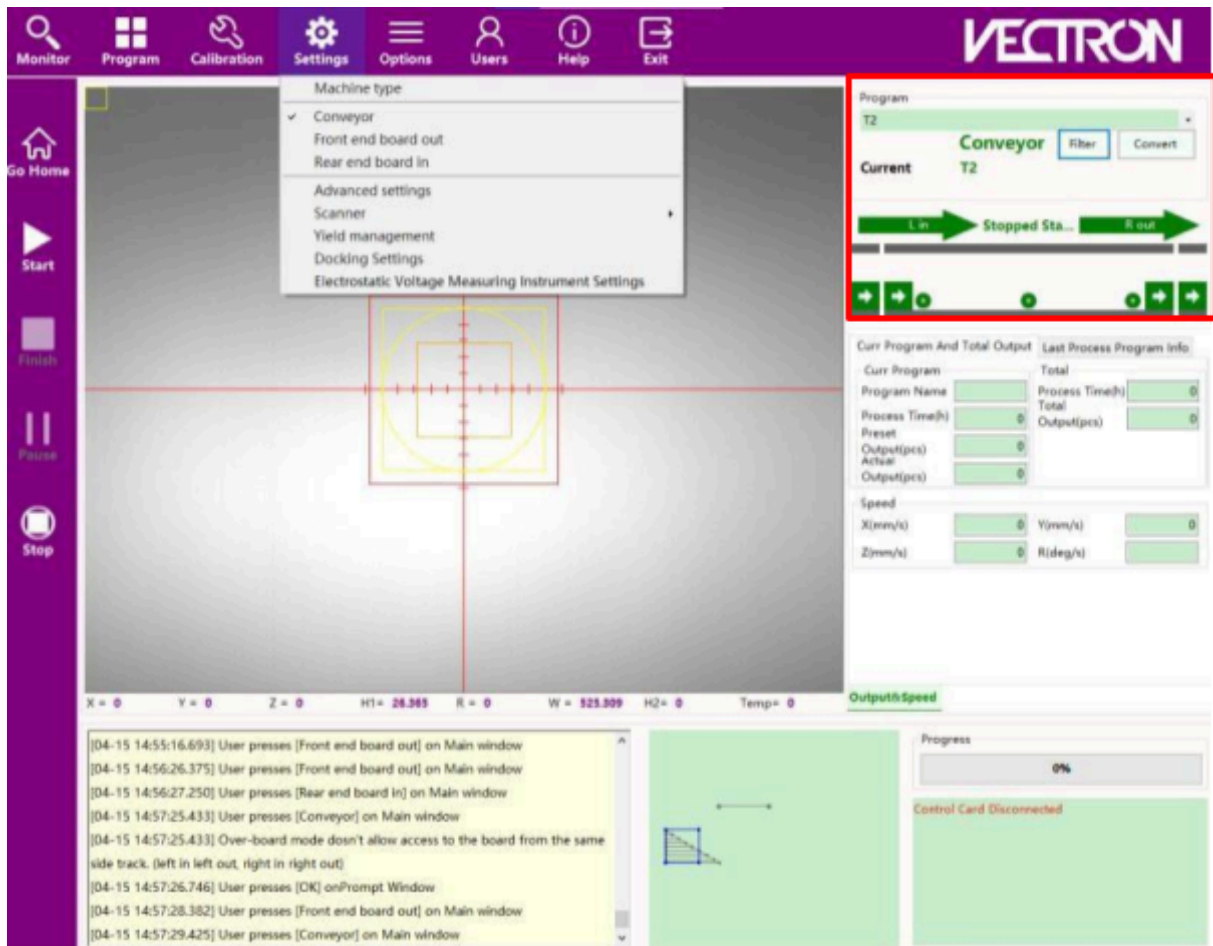 Monitor Program Calibration Settings Options Users Help Exit
VECTRON
Go Home
Start
Finish
Pause
Stop
Machine type
✓ Conveyor
Front end board out
Rear end board in
Advanced settings
Scanner
Yield management
Docking Settings
Electrostatic Voltage Measuring Instrument Settings
Program
T2
Conveyor Filter Convert
Current T2
L in Stopped Sta... R out
Curr Program And Total Output Last Process Program Info
Curr Program Total
Program Name Process Time(h) 0
Process Time(h) 0 Total Output(pcs) 0
Preset Output(pcs) 0
Actual Output(pcs) 0
Speed
X(mm/s) 0 Y(mm/s) 0
Z(mm/s) 0 R(deg/s)
Output&Speed
X = 0 Y = 0 Z = 0 H1= 26.365 R = 0 W = 525.309 H2= 0 Temp= 0
[04-15 14:55:16.693] User presses [Front end board out] on Main window
[04-15 14:56:26.375] User presses [Front end board out] on Main window
[04-15 14:56:27.250] User presses [Rear end board in] on Main window
[04-15 14:57:25.433] User presses [Conveyor] on Main window
[04-15 14:57:25.433] Over-board mode dosn't allow access to the board from the same
side track. (left in left out, right in right out)
[04-15 14:57:26.746] User presses [OK] onPrompt Window
[04-15 14:57:28.382] User presses [Front end board out] on Main window
[04-15 14:57:29.425] User presses [Conveyor] on Main window
Progress
0%
Control Card Disconnected